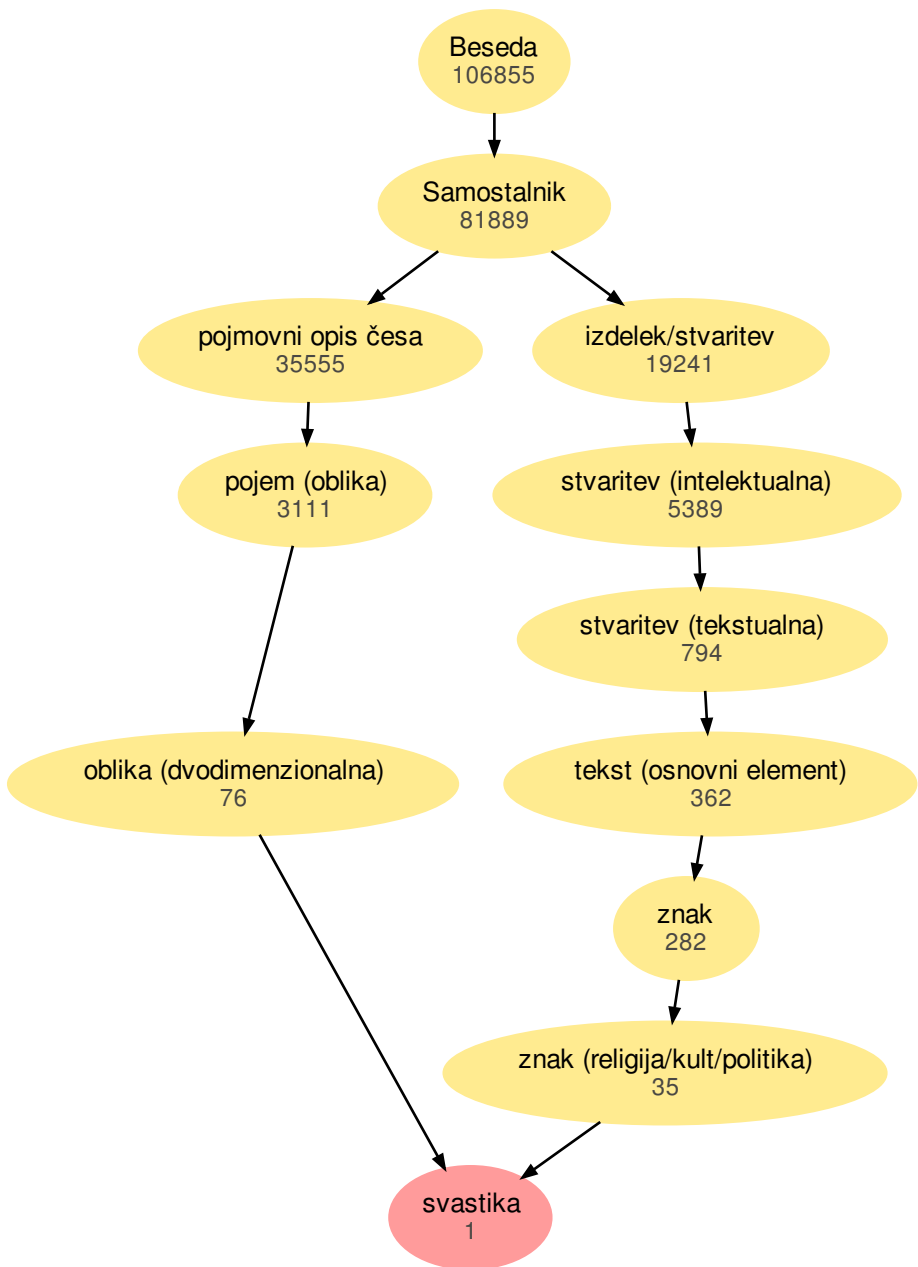 Beseda
106855
Samostalnik
81889
pojmovni opis česa
35555
izdelek/stvaritev
19241
pojem (oblika)
3111
stvaritev (intelektualna)
5389
stvaritev (tekstualna)
794
oblika (dvodimenzionalna)
76
tekst (osnovni element)
362
znak
282
znak (religija/kult/politika)
35
svastika
1